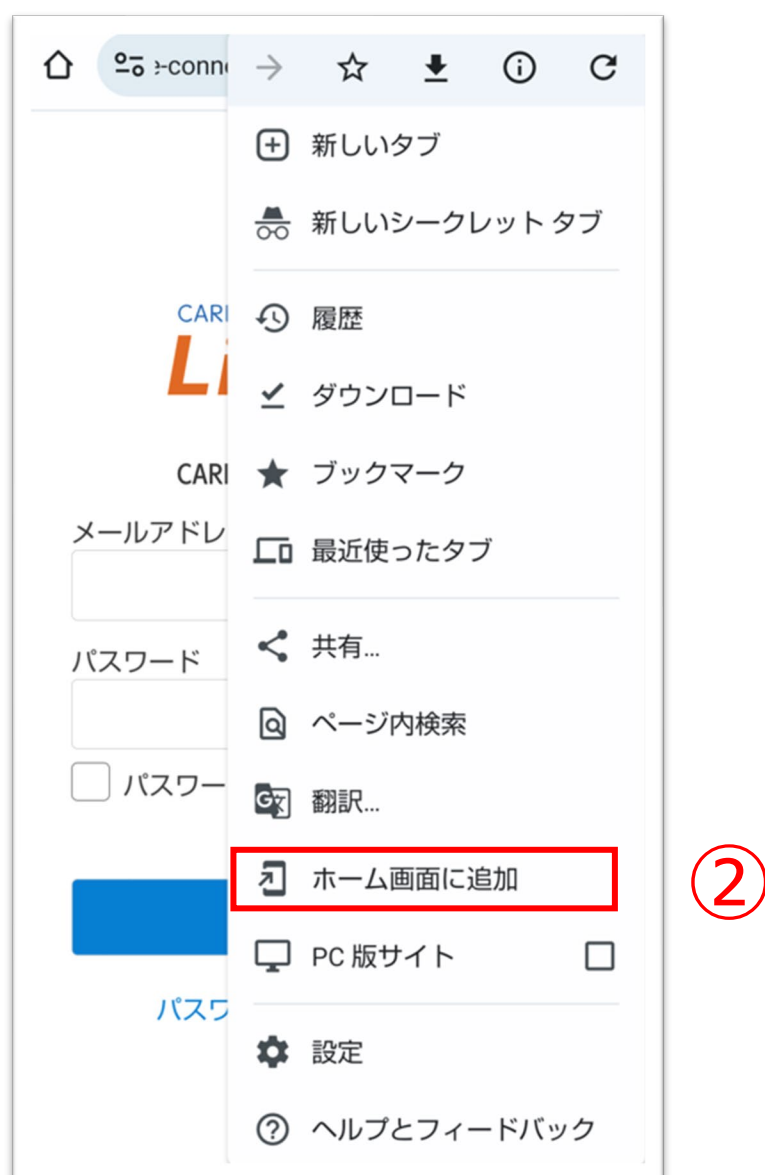 e-conn
新しいタブ
新しいシークレット タブ
CAR
Li
履歴
ダウンロード
CAR
ブックマーク
メールアドレ
最近使ったタブ
共有...
パスワード
ページ内検索
パスワー
翻訳...
ホーム画面に追加
②
PC 版サイト
パスワ
設定
ヘルプとフィードバック